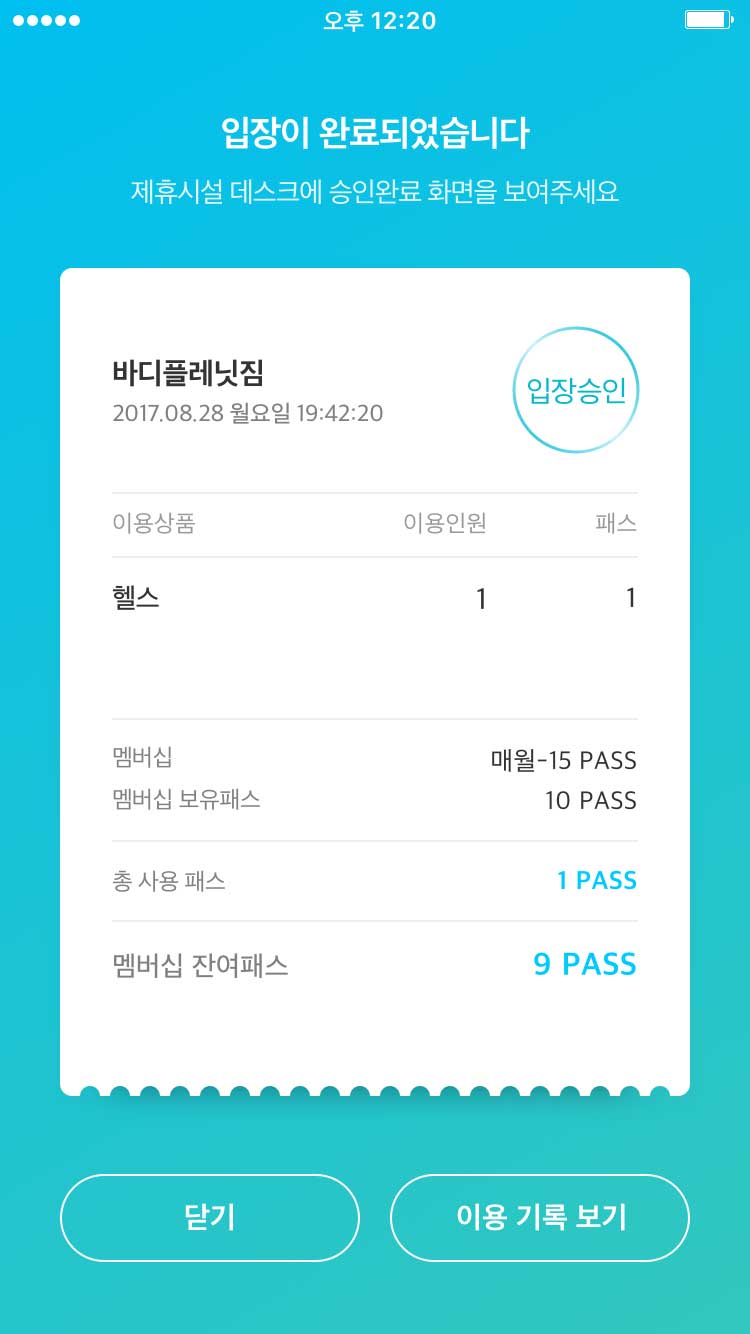 오후 12:20
입장이 완료되었습니다
제휴시설 데스크에 승인완료 화면을 보여주세요
바디플레닛짐
2017.08.28 월요일 19:42:20
입장승인
이용상품 이용인원 패스
헬스 1 1
멤버십 매월-15 PASS
멤버십 보유패스 10 PASS
총 사용 패스 1 PASS
멤버십 잔여패스 9 PASS
닫기 이용 기록 보기